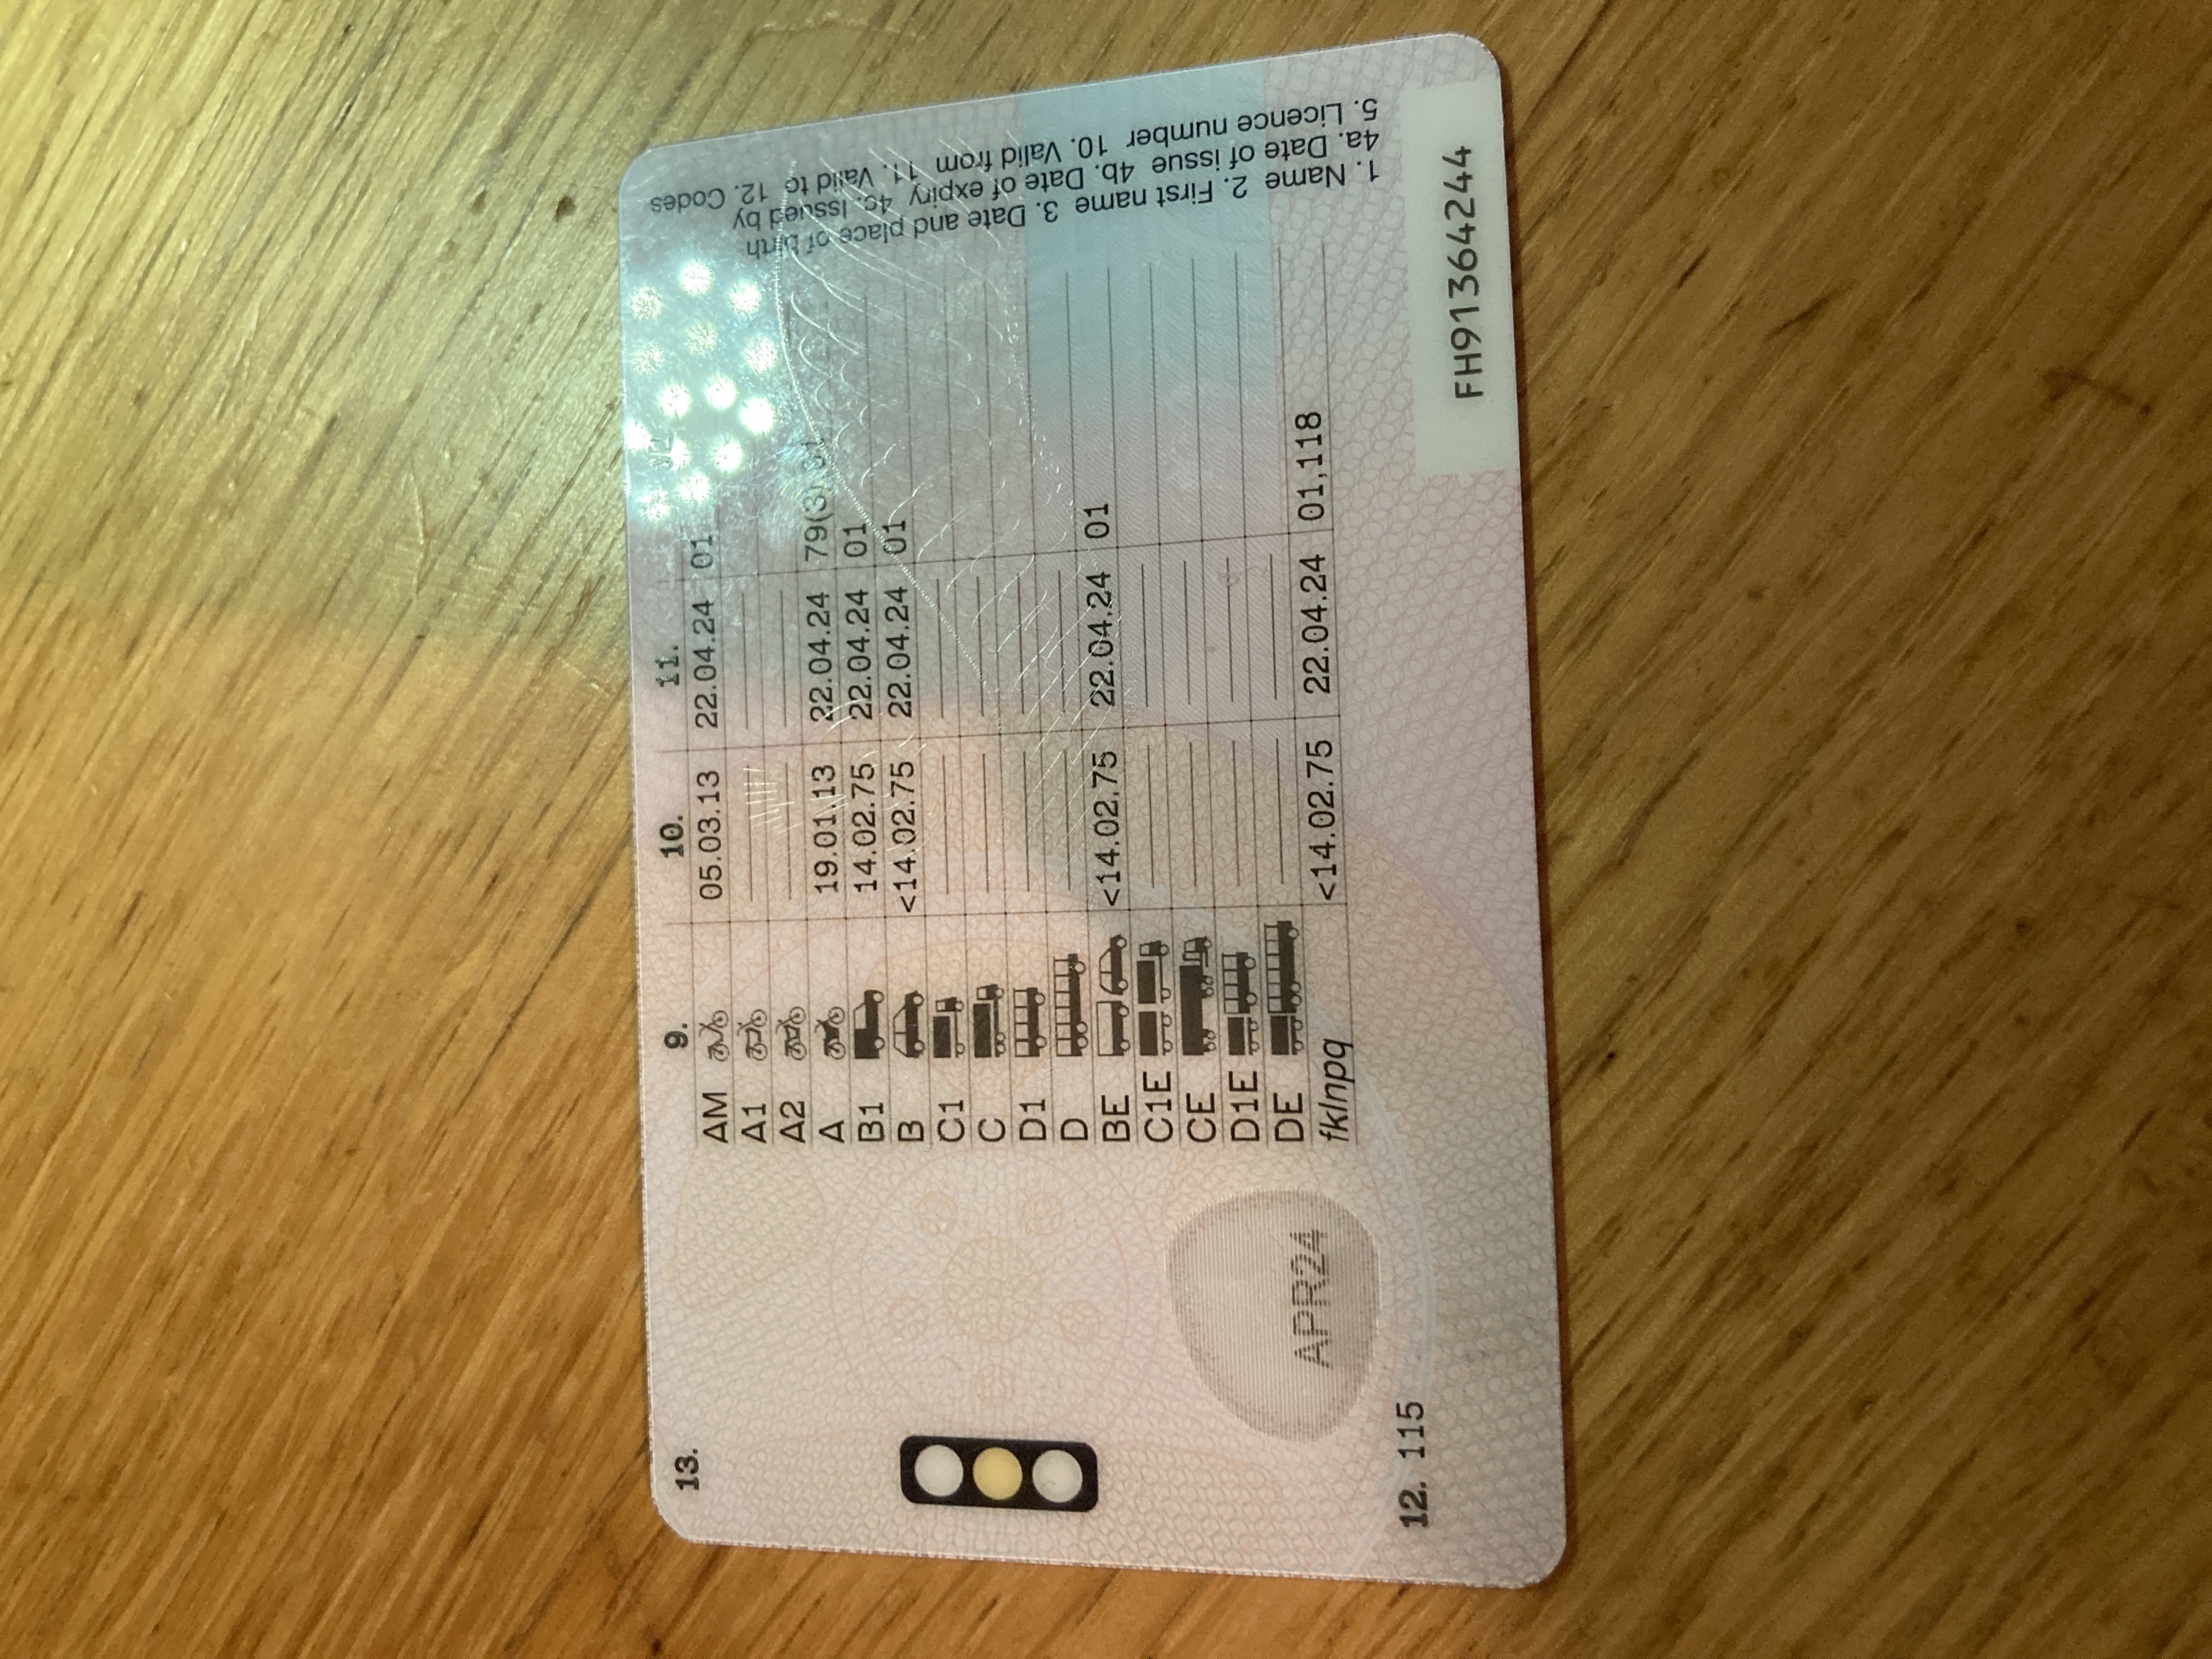 13.
9. 10. 11.
AM 05.03.13 22.04.24 01
A1
A2
A 19.01.13 22.04.24 79(3)
B1 14.02.75 22.04.24 01
B <14.02.75 22.04.24 01
C1
C
D1
D
BE <14.02.75 22.04.24 01
C1E
CE
D1E
DE
fklnpq <14.02.75 22.04.24 01,118
APR24
12. 115
1. Name 2. First name 3. Date and place of birth
4a. Date of issue 4b. Date of expiry 4c. Issued by
5. Licence number 10. Valid from 11. Valid to 12. Codes
FH91364244